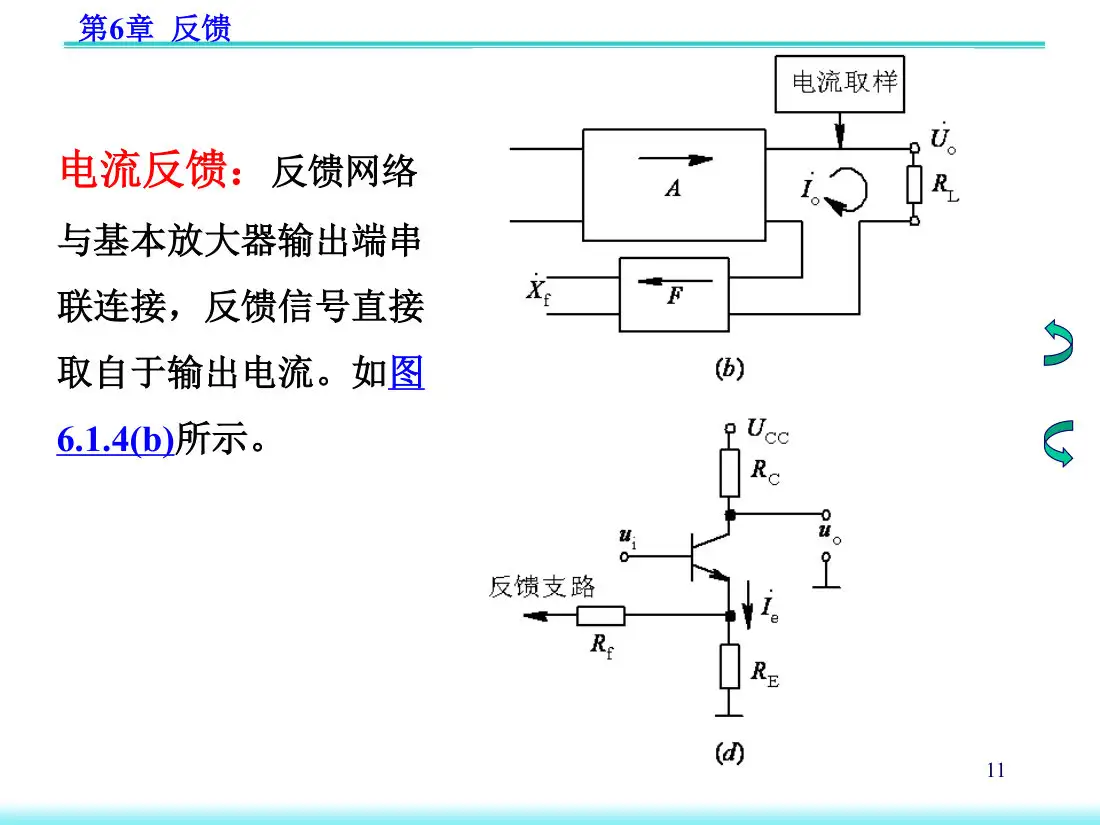 第6章 反馈
电流反馈：反馈网络
与基本放大器输出端串
联连接，反馈信号直接
取自于输出电流。如图
6.1.4(b)所示。
电流取样
U̇o
A
İo
RL
Ẋf
F
(b)
UCC
RC
ui
uo
反馈支路
İe
Rf
RE
(d)
11